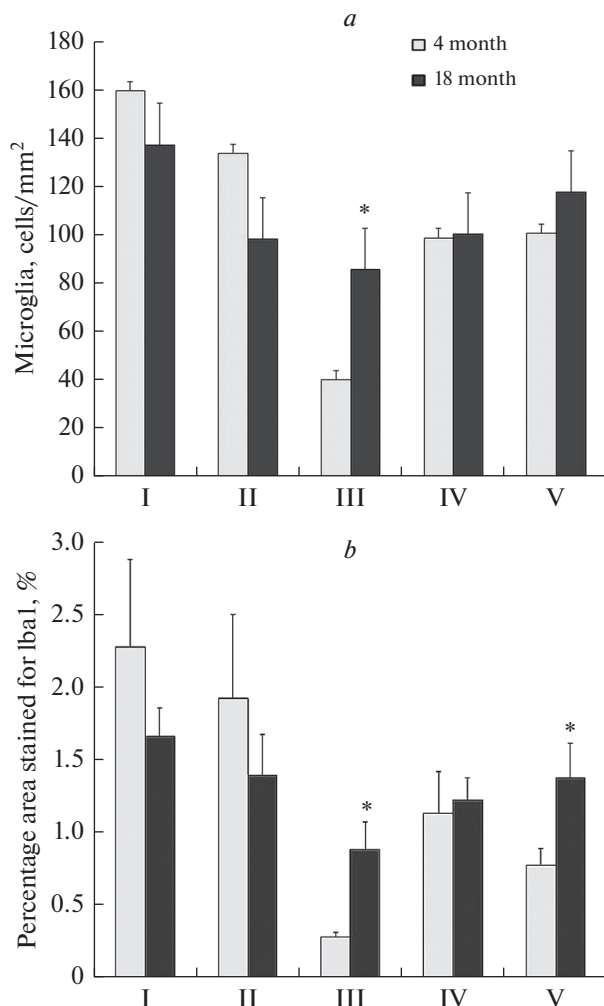 a
4 month
18 month
Microglia, cells/mm²
180
160
140
120
100
80
60
40
20
0
*
I II III IV V
b
Percentage area stained for Iba1, %
3.0
2.5
2.0
1.5
1.0
0.5
0
*
*
I II III IV V